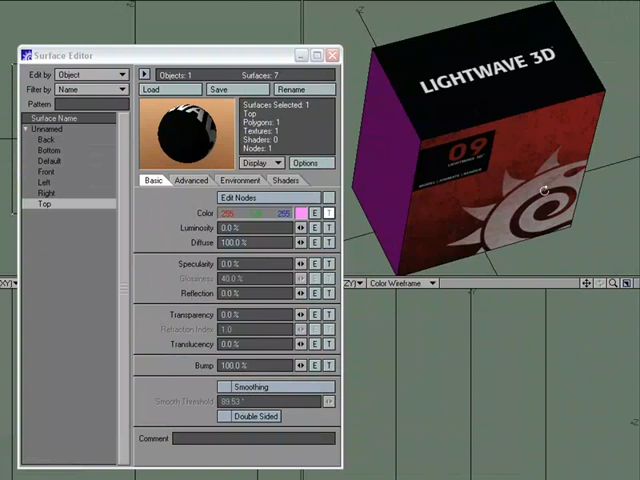 Surface Editor
Edit by Object
Filter by Name
Pattern
Surface Name
Unnamed
Back
Bottom
Default
Front
Left
Right
Top
Objects: 1 Surfaces: 7
Load Save Rename
Surfaces Selected: 1
Top
Polygons: 1
Textures: 1
Shaders: 0
Nodes: 1
Display Options
Basic Advanced Environment Shaders
Edit Nodes
Color 255 255 E T
Luminosity 0.0 % E T
Diffuse 100.0 % E T
Specularity 0.0 % E T
Glossiness 40.0 % E T
Reflection 0.0 % E T
Transparency 0.0 % E T
Refraction Index 1.0 E T
Translucency 0.0 % E T
Bump 100.0 % E T
Smoothing
Smooth Threshold 89.53 °
Double Sided
Comment
LIGHTWAVE 3D
09
LIGHTWAVE 3D
Color Wireframe